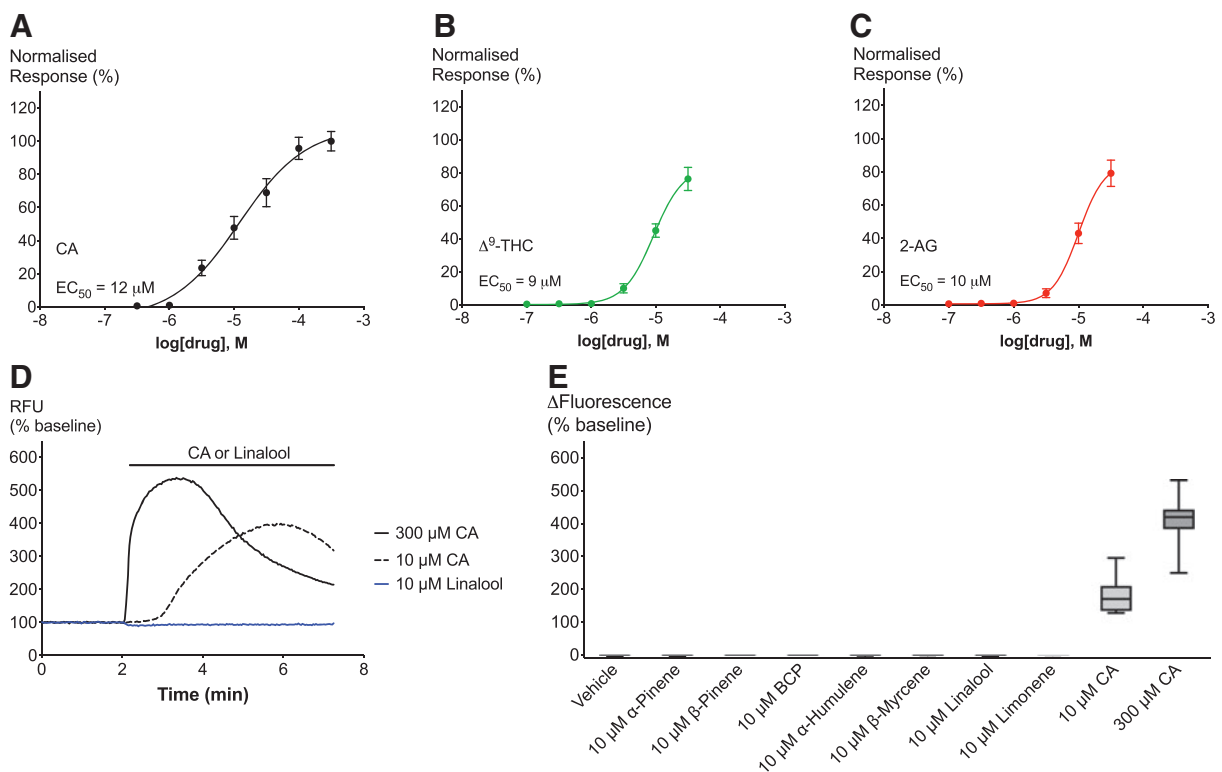 A
Normalised
Response (%)
120
100
80
60
40
20
0
CA
EC50 = 12 µM
-8 -7 -6 -5 -4 -3
log[drug], M
B
Normalised
Response (%)
120
100
80
60
40
20
0
Δ9-THC
EC50 = 9 µM
-8 -7 -6 -5 -4 -3
log[drug], M
C
Normalised
Response (%)
120
100
80
60
40
20
0
2-AG
EC50 = 10 µM
-8 -7 -6 -5 -4
log[drug], M
D
RFU
(% baseline)
600
500
400
300
200
100
0
CA or Linalool
300 µM CA
10 µM CA
10 µM Linalool
0 2 4 6 8
Time (min)
E
ΔFluorescence
(% baseline)
600
500
400
300
200
100
0
Vehicle
10 µM α-Pinene
10 µM β-Pinene
10 µM BCP
10 µM α-Humulene
10 µM β-Myrcene
10 µM Linalool
10 µM Limonene
10 µM CA
300 µM CA